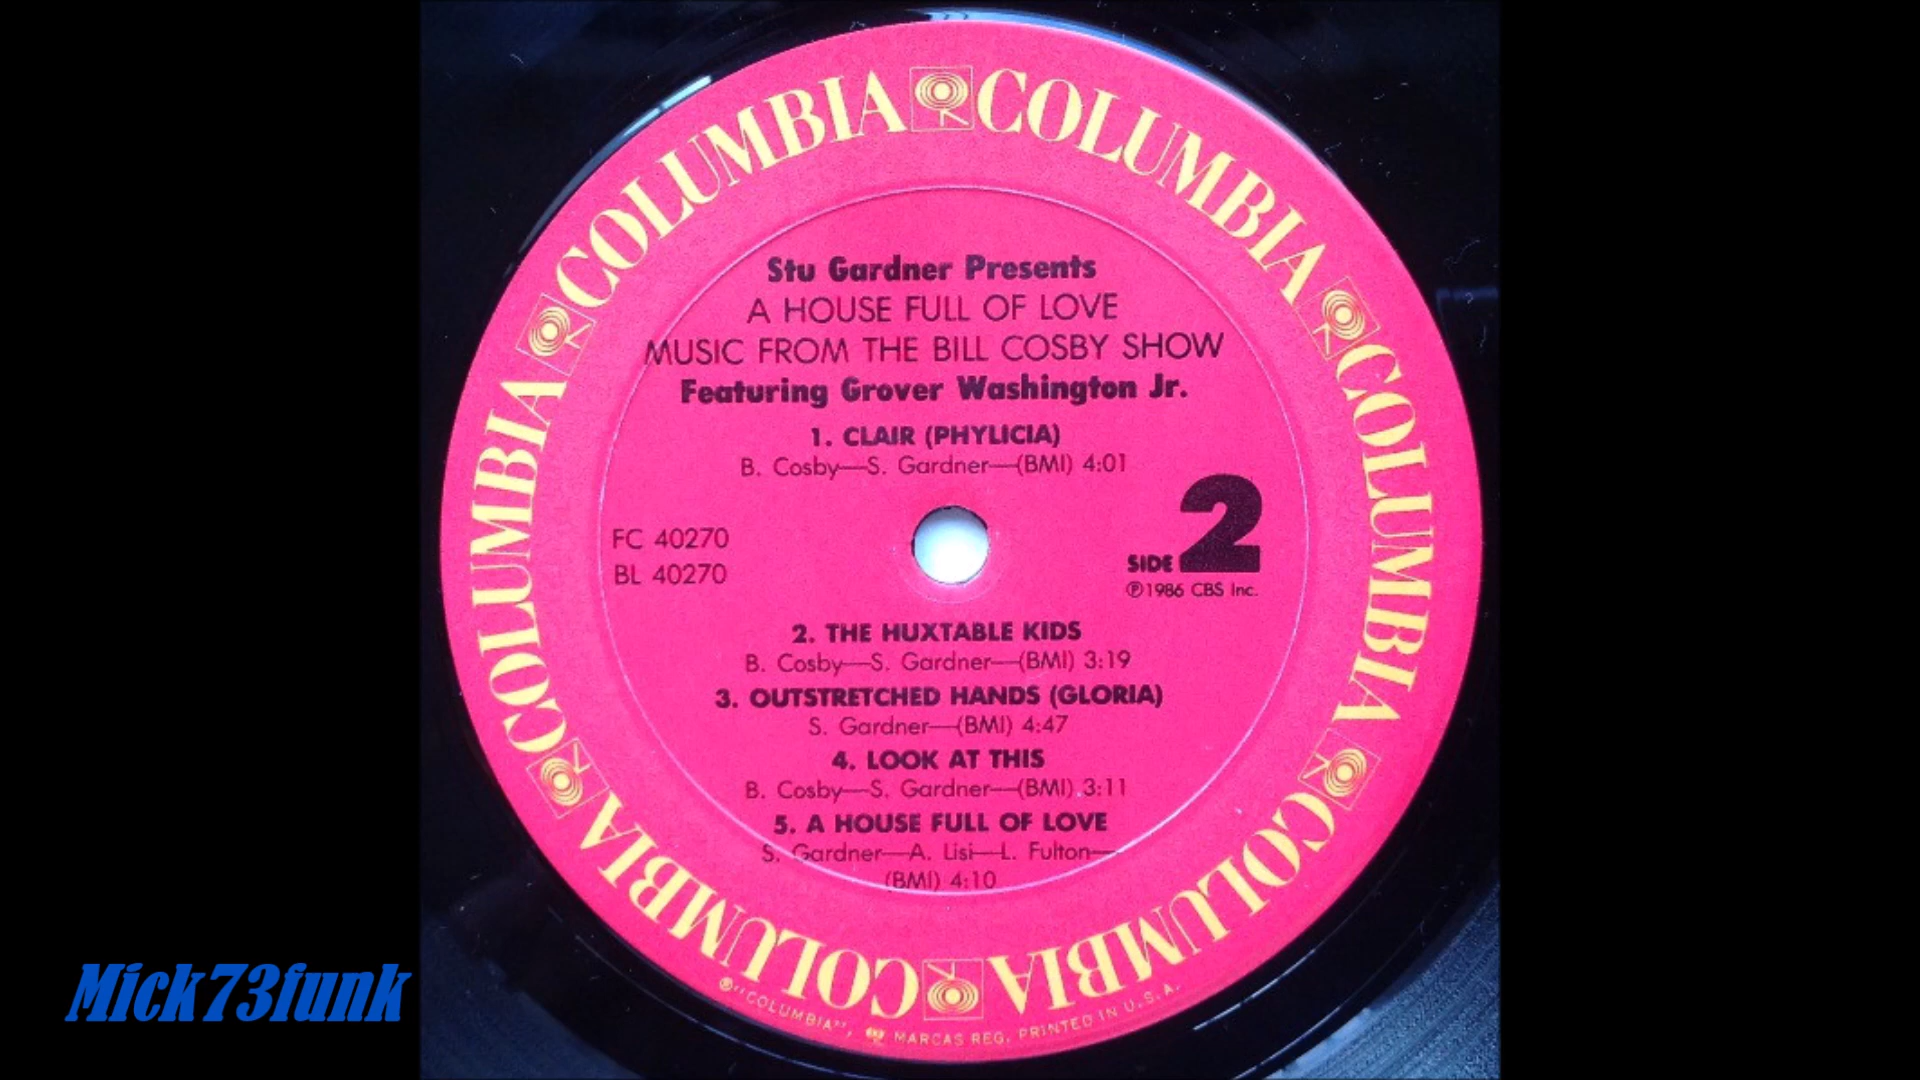 COLUMBIA COLUMBIA COLUMBIA COLUMBIA COLUMBIA COLUMBIA
Stu Gardner Presents
A HOUSE FULL OF LOVE
MUSIC FROM THE BILL COSBY SHOW
Featuring Grover Washington Jr.
1. CLAIR (PHYLICIA)
B. Cosby—S. Gardner—(BMI) 4:01
FC 40270
BL 40270
SIDE 2
℗1986 CBS Inc.
2. THE HUXTABLE KIDS
B. Cosby—S. Gardner—(BMI) 3:19
3. OUTSTRETCHED HANDS (GLORIA)
S. Gardner—(BMI) 4:47
4. LOOK AT THIS
B. Cosby—S. Gardner—(BMI) 3:11
5. A HOUSE FULL OF LOVE
S. Gardner—A. Lisi—L. Fulton—
(BMI) 4:10
®"COLUMBIA", MARCAS REG. PRINTED IN U.S.A.
Mick73funk